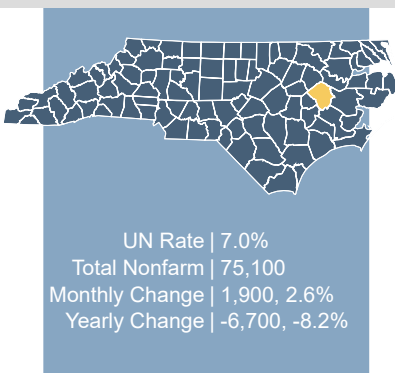 UN Rate | 7.0%
Total Nonfarm | 75,100
Monthly Change | 1,900, 2.6%
Yearly Change | -6,700, -8.2%